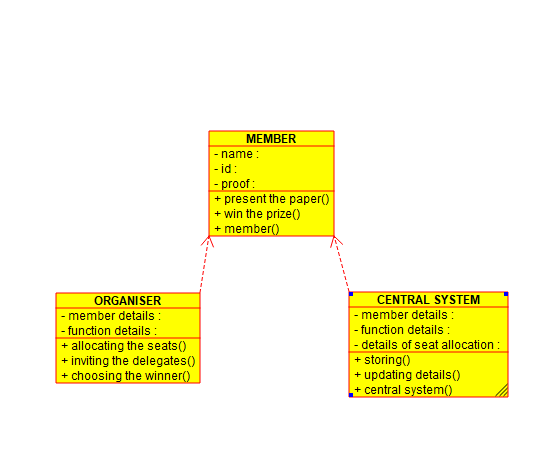 MEMBER
- name :
- id :
- proof :
+ present the paper()
+ win the prize()
+ member()
ORGANISER
- member details :
- function details :
+ allocating the seats()
+ inviting the delegates()
+ choosing the winner()
CENTRAL SYSTEM
- member details :
- function details :
- details of seat allocation :
+ storing()
+ updating details()
+ central system()